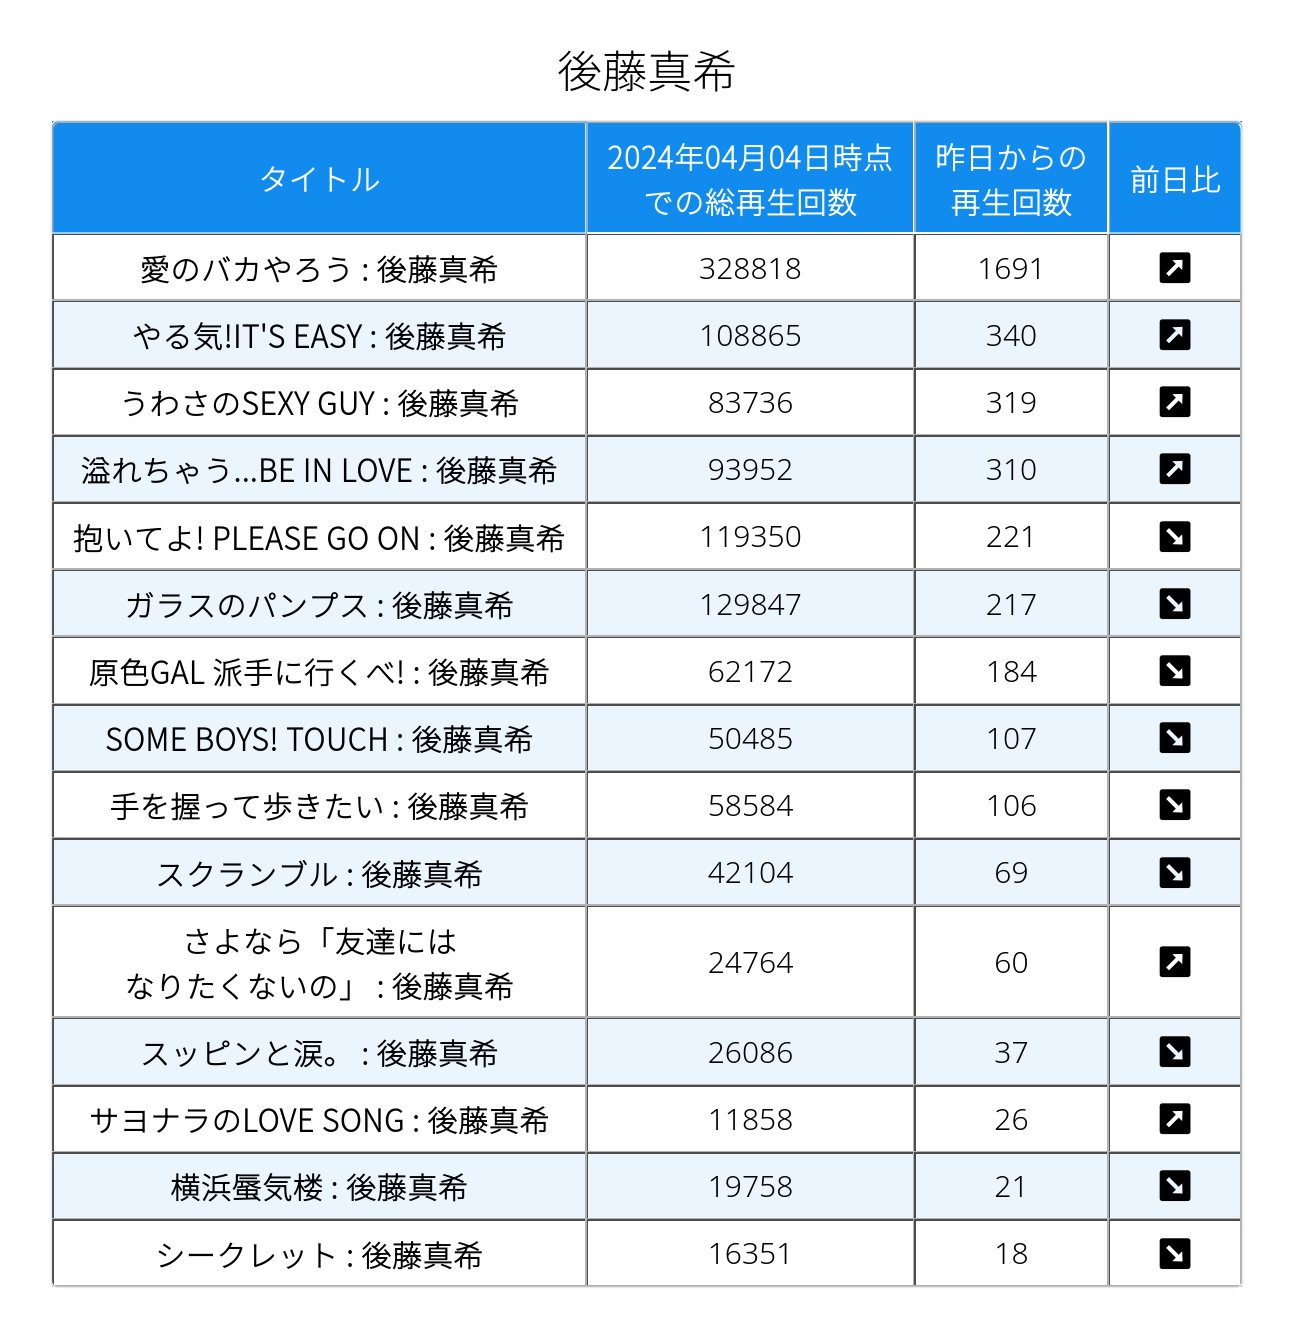 後藤真希
タイトル
2024年04月04日時点
での総再生回数
昨日からの
再生回数
前日比
愛のバカやろう : 後藤真希 328818 1691
やる気!IT'S EASY : 後藤真希 108865 340
うわさのSEXY GUY : 後藤真希 83736 319
溢れちゃう...BE IN LOVE : 後藤真希 93952 310
抱いてよ! PLEASE GO ON : 後藤真希 119350 221
ガラスのパンプス : 後藤真希 129847 217
原色GAL 派手に行くべ! : 後藤真希 62172 184
SOME BOYS! TOUCH : 後藤真希 50485 107
手を握って歩きたい : 後藤真希 58584 106
スクランブル : 後藤真希 42104 69
さよなら「友達には
なりたくないの」 : 後藤真希 24764 60
スッピンと涙。 : 後藤真希 26086 37
サヨナラのLOVE SONG : 後藤真希 11858 26
横浜蜃気楼 : 後藤真希 19758 21
シークレット : 後藤真希 16351 18